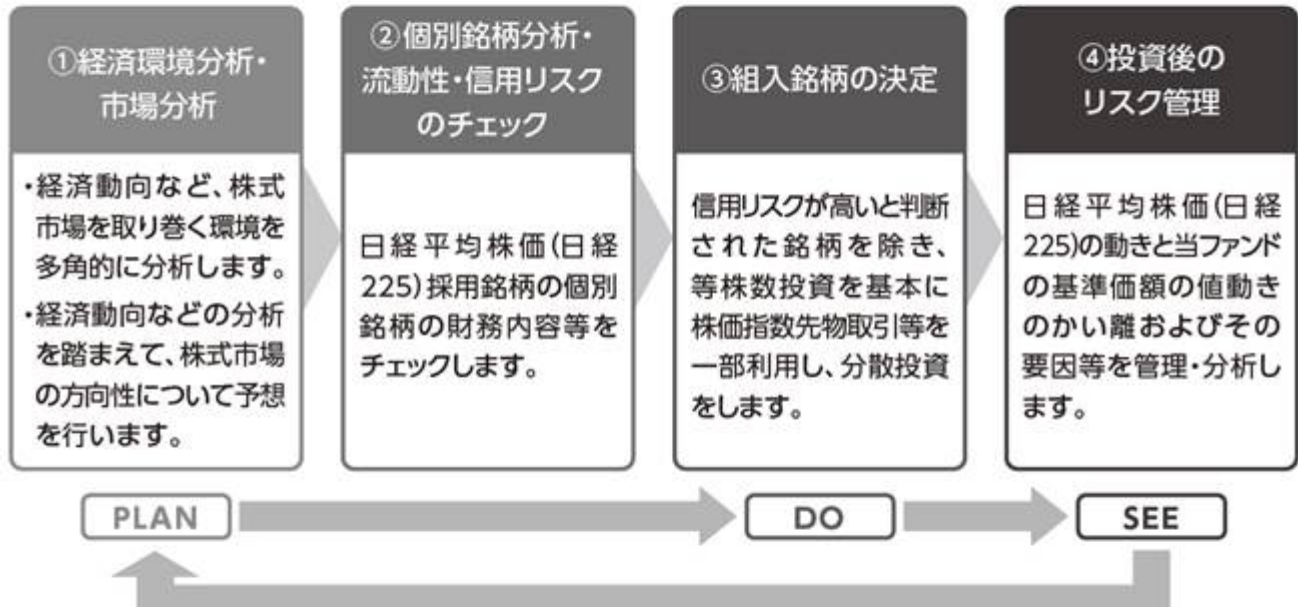 ①経済環境分析・
市場分析
・経済動向など、株式
市場を取り巻く環境を
多角的に分析します。
・経済動向などの分析
を踏まえて、株式市場
の方向性について予想
を行います。
②個別銘柄分析・
流動性・信用リスク
のチェック
日経平均株価(日経
225)採用銘柄の個別
銘柄の財務内容等を
チェックします。
③組入銘柄の決定
信用リスクが高いと判断
された銘柄を除き、
等株数投資を基本に
株価指数先物取引等を
一部利用し、分散投資
をします。
④投資後の
リスク管理
日経平均株価(日経
225)の動きと当ファンド
の基準価額の値動き
のかい離およびその
要因等を管理・分析し
ます。
PLAN
DO
SEE